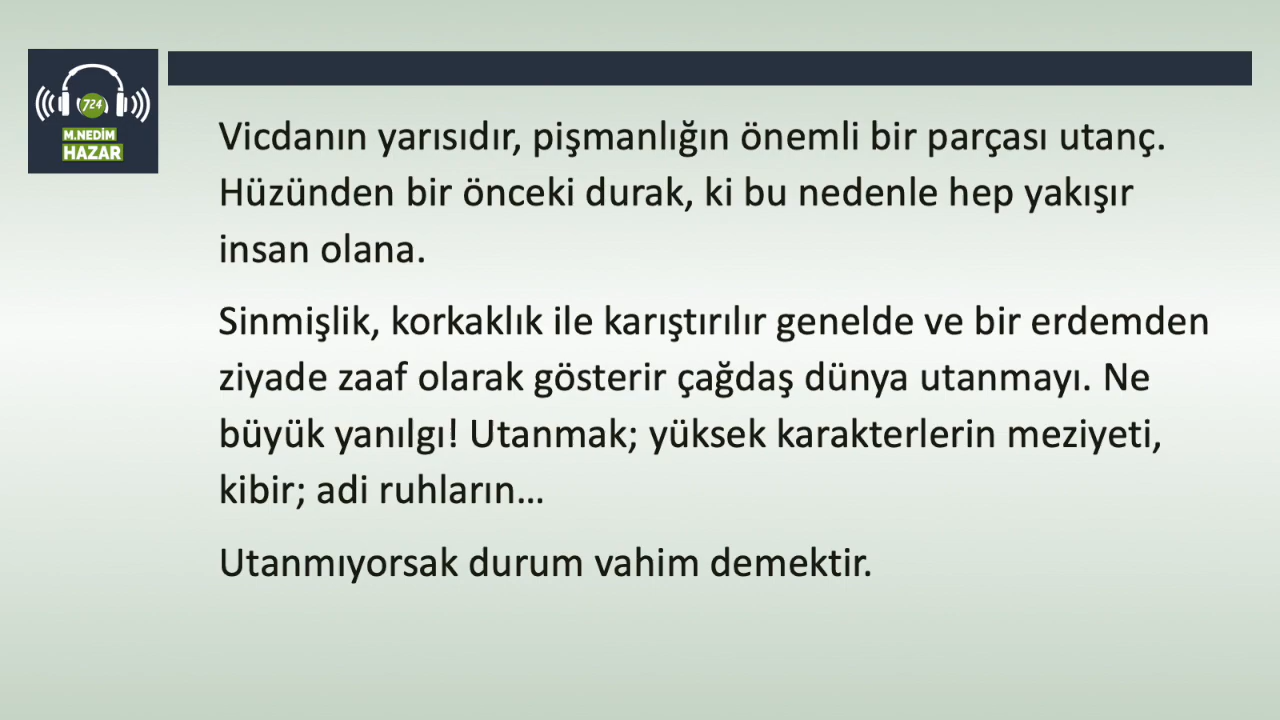 724
M.NEDİM
HAZAR
Vicdanın yarısıdır, pişmanlığın önemli bir parçası utanç.
Hüzünden bir önceki durak, ki bu nedenle hep yakışır
insan olana.
Sinmişlik, korkaklık ile karıştırılır genelde ve bir erdemden
ziyade zaaf olarak gösterir çağdaş dünya utanmayı. Ne
büyük yanılgı! Utanmak; yüksek karakterlerin meziyeti,
kibir; adi ruhların...
Utanmıyorsak durum vahim demektir.